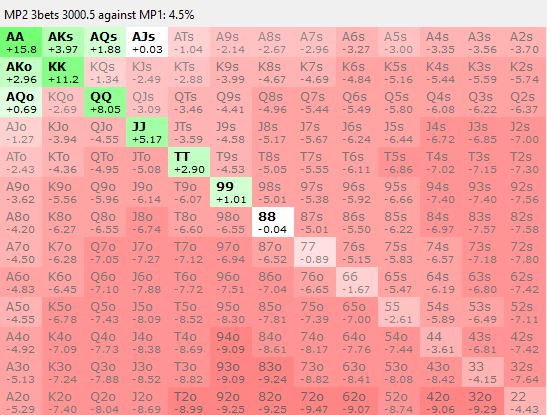 MP2 3bets 3000.5 against MP1: 4.5%
AA AKs AQs AJs ATs A9s A8s A7s A6s A5s A4s A3s A2s
+15.8 +3.97 +1.88 +0.03 -1.04 -2.14 -2.67 -2.96 -3.27 -3.00 -3.35 -3.56 -3.70
AKo KK KQs KJs KTs K9s K8s K7s K6s K5s K4s K3s K2s
+2.96 +11.2 -1.34 -2.49 -2.88 -3.99 -4.67 -4.69 -4.84 -5.16 -5.44 -5.59 -5.74
AQo KQo QQ QJs QTs Q9s Q8s Q7s Q6s Q5s Q4s Q3s Q2s
+0.69 -2.69 +8.05 -3.09 -3.46 -4.41 -4.96 -5.44 -5.49 -5.80 -6.08 -6.22 -6.37
AJo KJo QJo JJ JTs J9s J8s J7s J6s J5s J4s J3s J2s
-1.27 -3.94 -4.55 +5.17 -3.59 -4.58 -5.17 -5.67 -6.24 -6.44 -6.72 -6.85 -7.00
ATo KTo QTo JTo TT T9s T8s T7s T6s T5s T4s T3s T2s
-2.43 -4.36 -4.95 -5.08 +2.90 -4.53 -5.05 -5.55 -6.11 -6.86 -7.02 -7.15 -7.30
A9o K9o Q9o J9o T9o 99 98s 97s 96s 95s 94s 93s 92s
-3.62 -5.56 -5.96 -6.14 -6.07 +1.01 -5.01 -5.38 -5.92 -6.66 -7.40 -7.40 -7.56
A8o K8o Q8o J8o T8o 98o 88 87s 86s 85s 84s 83s 82s
-4.20 -6.27 -6.55 -6.74 -6.60 -6.55 -0.04 -5.01 -5.50 -6.22 -6.97 -7.57 -7.58
A7o K7o Q7o J7o T7o 97o 87o 77 76s 75s 74s 73s 72s
-4.50 -6.28 -7.05 -7.27 -7.12 -6.94 -6.52 -0.89 -5.15 -5.83 -6.57 -7.18 -7.80
A6o K6o Q6o J6o T6o 96o 86o 76o 66 65s 64s 63s 62s
-4.83 -6.45 -7.10 -7.88 -7.72 -7.51 -7.04 -6.65 -1.67 -5.47 -6.19 -6.80 -7.42
A5o K5o Q5o J5o T5o 95o 85o 75o 65o 55 54s 53s 52s
-4.55 -6.78 -7.43 -8.09 -8.52 -8.30 -7.81 -7.39 -7.00 -2.61 -5.89 -6.49 -7.11
A4o K4o Q4o J4o T4o 94o 84o 74o 64o 54o 44 43s 42s
-4.92 -7.09 -7.73 -8.38 -8.69 -9.09 -8.61 -8.17 -7.76 -7.44 -3.61 -6.81 -7.42
A3o K3o Q3o J3o T3o 93o 83o 73o 63o 53o 43o 33 32s
-5.13 -7.24 -7.88 -8.52 -8.82 -9.09 -9.24 -8.82 -8.41 -8.08 -8.42 -4.15 -7.64
A2o K2o Q2o J2o T2o 92o 82o 72o 62o 52o 42o 32o 22
-5.29 -7.40 -8.04 -8.69 -8.99 -9.25 -9.25 -9.47 -9.07 -8.74 -9.06 -9.29 -4.43